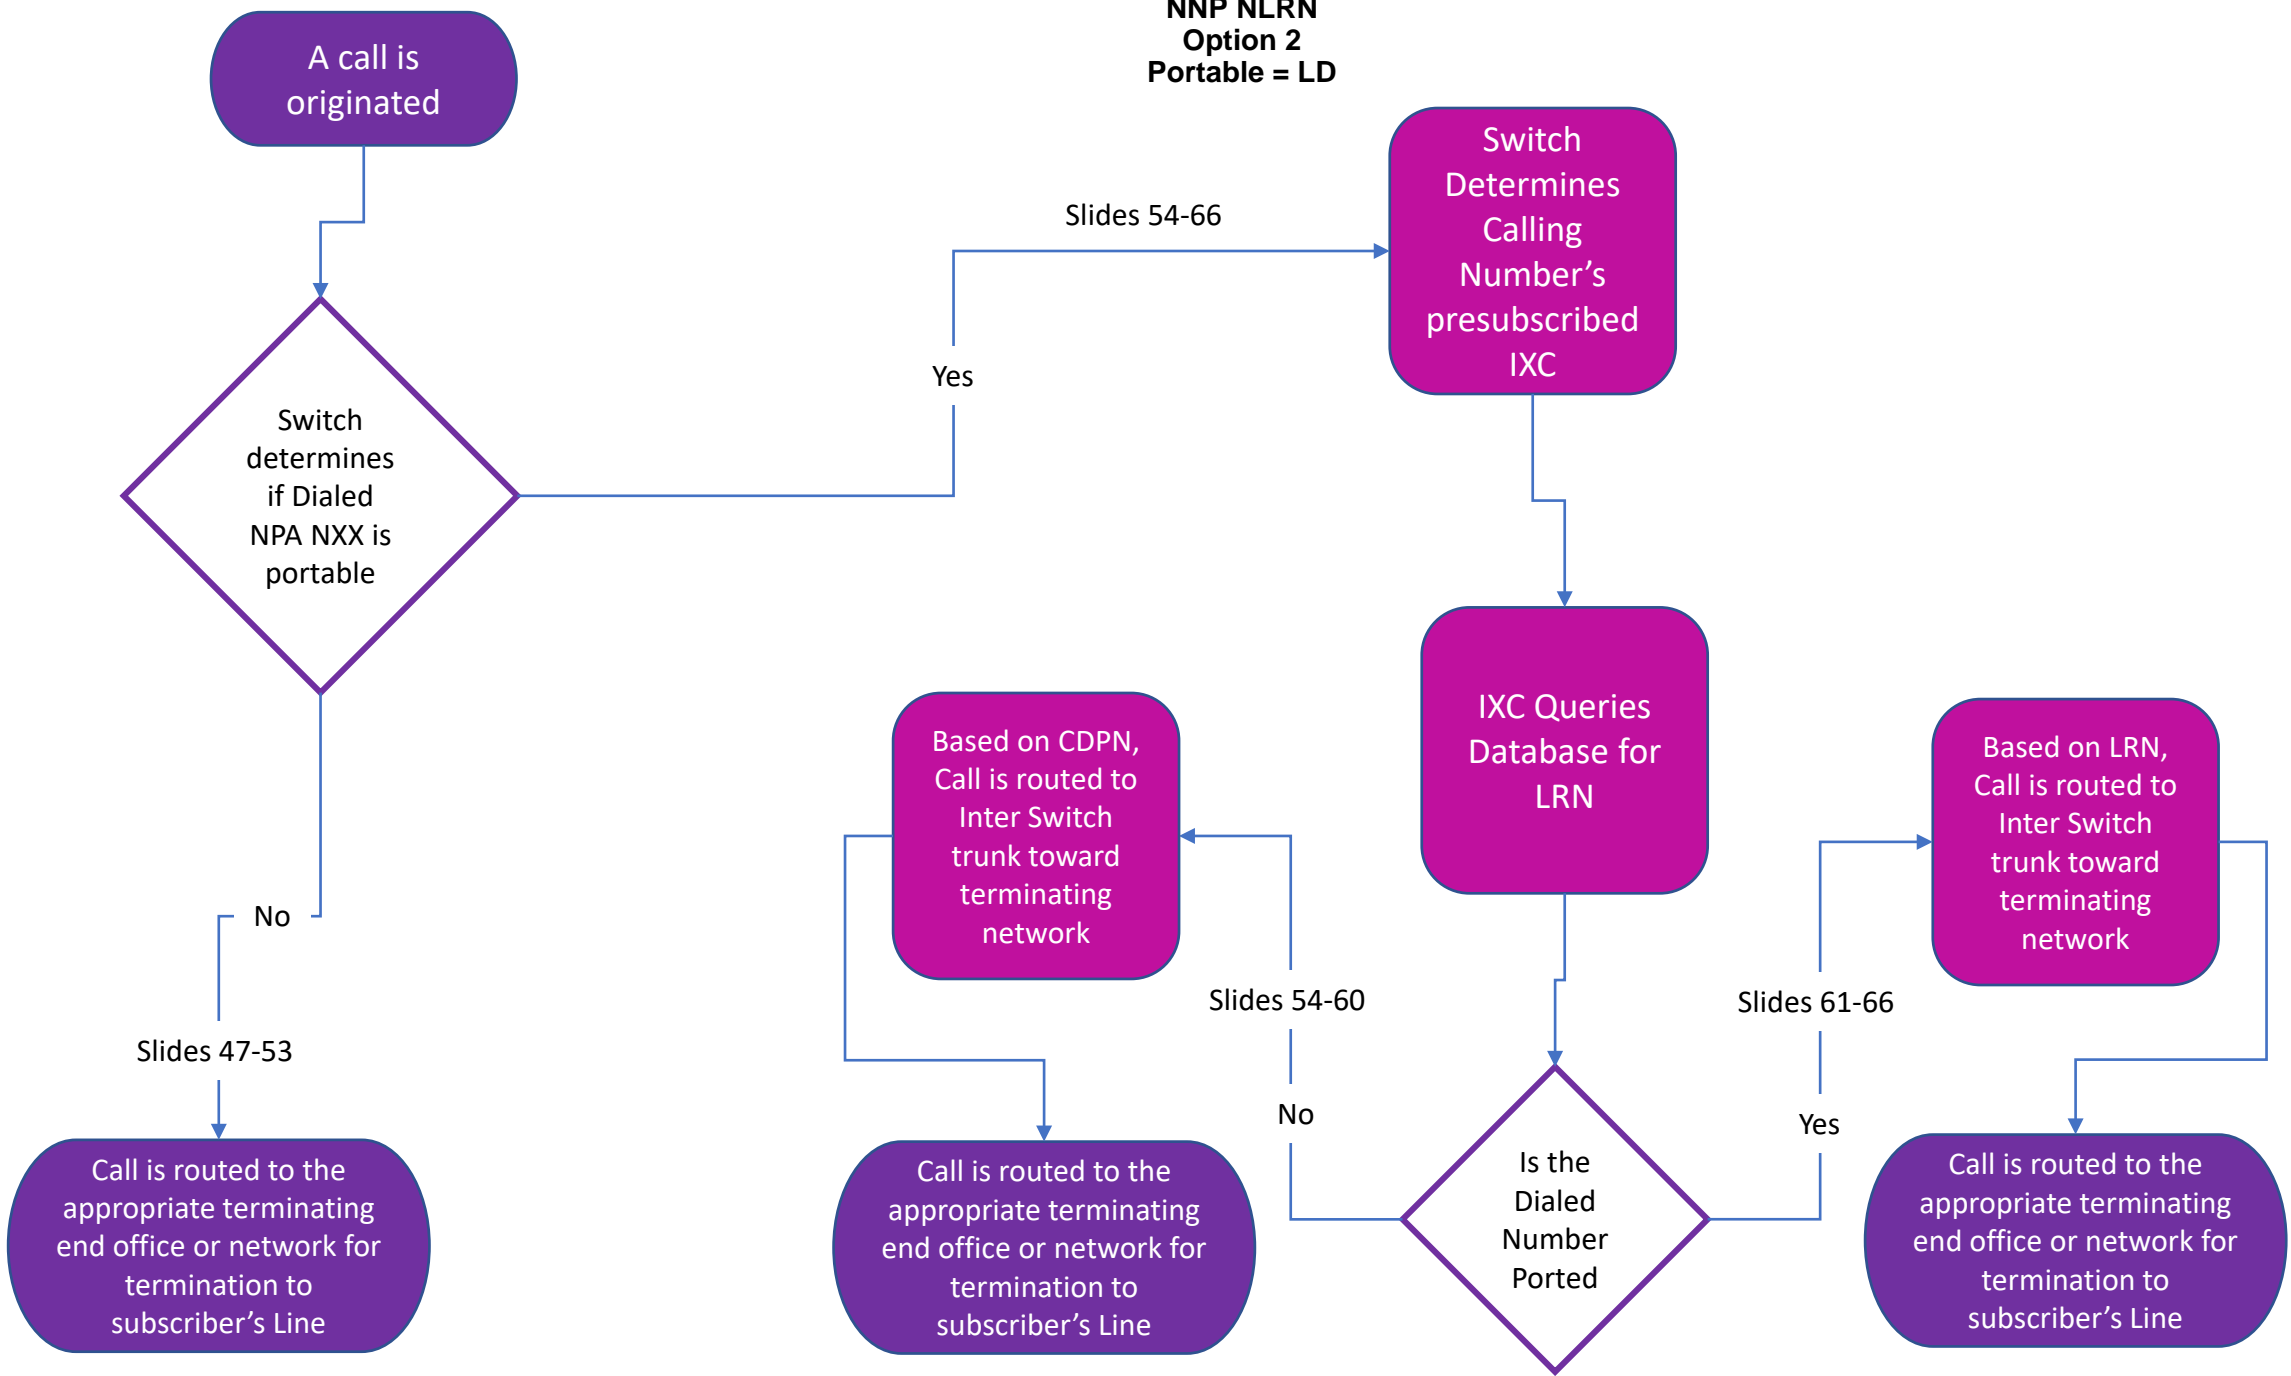 NNP NLRN
Option 2
Portable = LD
A call is
originated
Switch
Determines
Calling
Number’s
presubscribed
IXC
Slides 54-66
Yes
Switch
determines
if Dialed
NPA NXX is
portable
IXC Queries
Database for
LRN
Based on CDPN,
Call is routed to
Inter Switch
trunk toward
terminating
network
Based on LRN,
Call is routed to
Inter Switch
trunk toward
terminating
network
No
Slides 47-53
Slides 54-60
No
Slides 61-66
Yes
Is the
Dialed
Number
Ported
Call is routed to the
appropriate terminating
end office or network for
termination to
subscriber’s Line
Call is routed to the
appropriate terminating
end office or network for
termination to
subscriber’s Line
Call is routed to the
appropriate terminating
end office or network for
termination to
subscriber’s Line